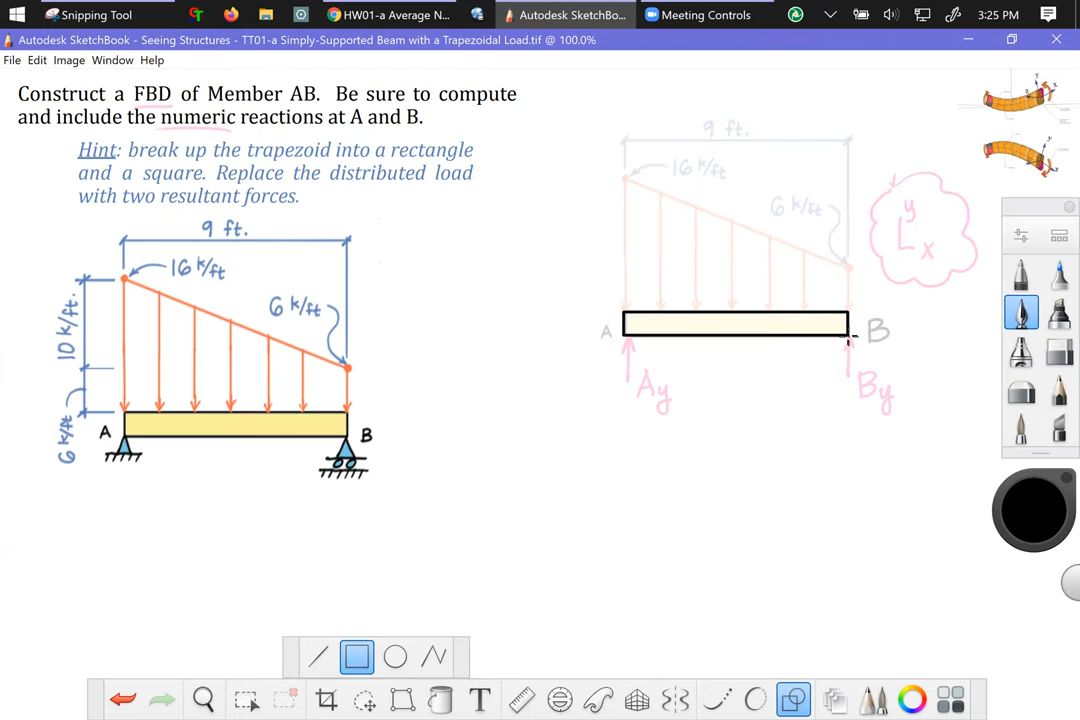 Snipping Tool
HW01-a Average N...
Autodesk SketchBo...
Meeting Controls
3:25 PM
Autodesk SketchBook - Seeing Structures - TT01-a Simply-Supported Beam with a Trapezoidal Load.tif @ 100.0%
File Edit Image Window Help
Construct a FBD of Member AB. Be sure to compute
and include the numeric reactions at A and B.
Hint: break up the trapezoid into a rectangle
and a square. Replace the distributed load
with two resultant forces.
9 ft.
16 k/ft
6 k/ft
10 k/ft.
6 k/ft
A
B
9 ft.
16 k/ft
6 k/ft
y
x
A
B
Ay
By
T